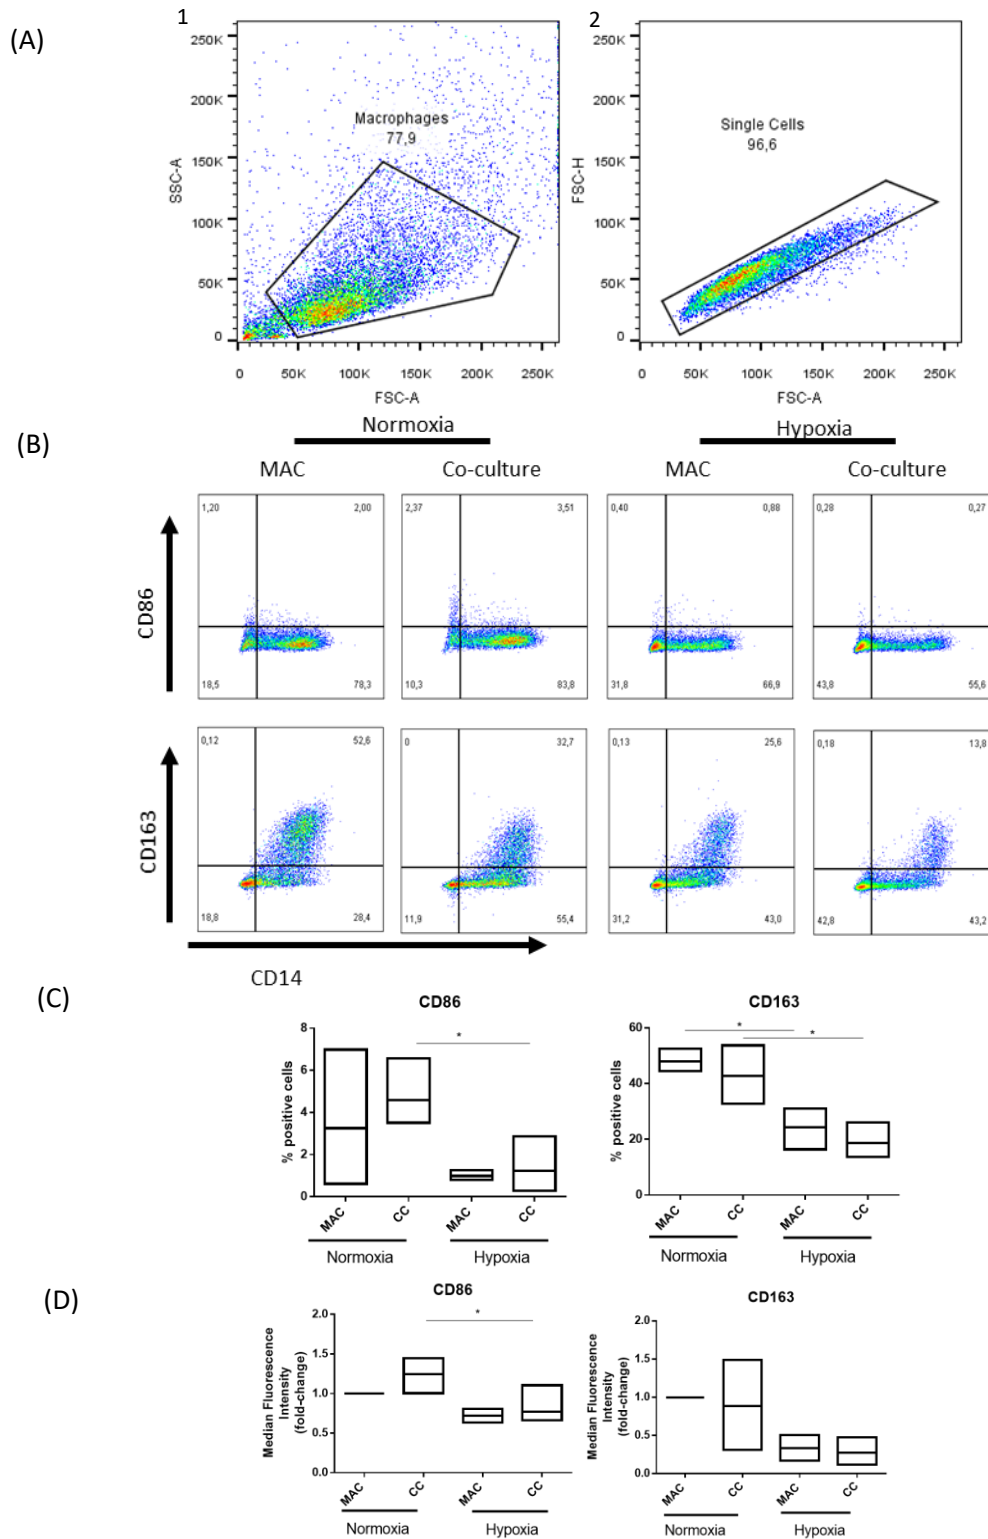 (A)
1
250K
200K
150K
100K
50K
0
SSC-A
Macrophages
77,9
0 50K 100K 150K 200K 250K
FSC-A
2
250K
200K
150K
100K
50K
0
FSC-H
Single Cells
96,6
0 50K 100K 150K 200K 250K
FSC-A
(B)
Normoxia Hypoxia
MAC Co-culture MAC Co-culture
CD86
1,20 2,00 2,37 3,51 0,40 0,88 0,28 0,27
18,5 78,3 10,3 83,8 31,8 66,9 43,8 55,6
CD163
0,12 52,6 0 32,7 0,13 25,6 0,18 13,8
18,8 28,4 11,9 55,4 31,2 43,0 42,8 43,2
CD14
(C)
CD86
% positive cells
8
6
4
2
0
*
MAC CC MAC CC
Normoxia Hypoxia
CD163
% positive cells
60
40
20
0
* *
MAC CC MAC CC
Normoxia Hypoxia
(D)
CD86
Median Fluorescence
Intensity
(fold-change)
2.0
1.5
1.0
0.5
0.0
*
MAC CC MAC CC
Normoxia Hypoxia
CD163
Median Fluorescence
Intensity
(fold-change)
2.0
1.5
1.0
0.5
0.0
MAC CC MAC CC
Normoxia Hypoxia